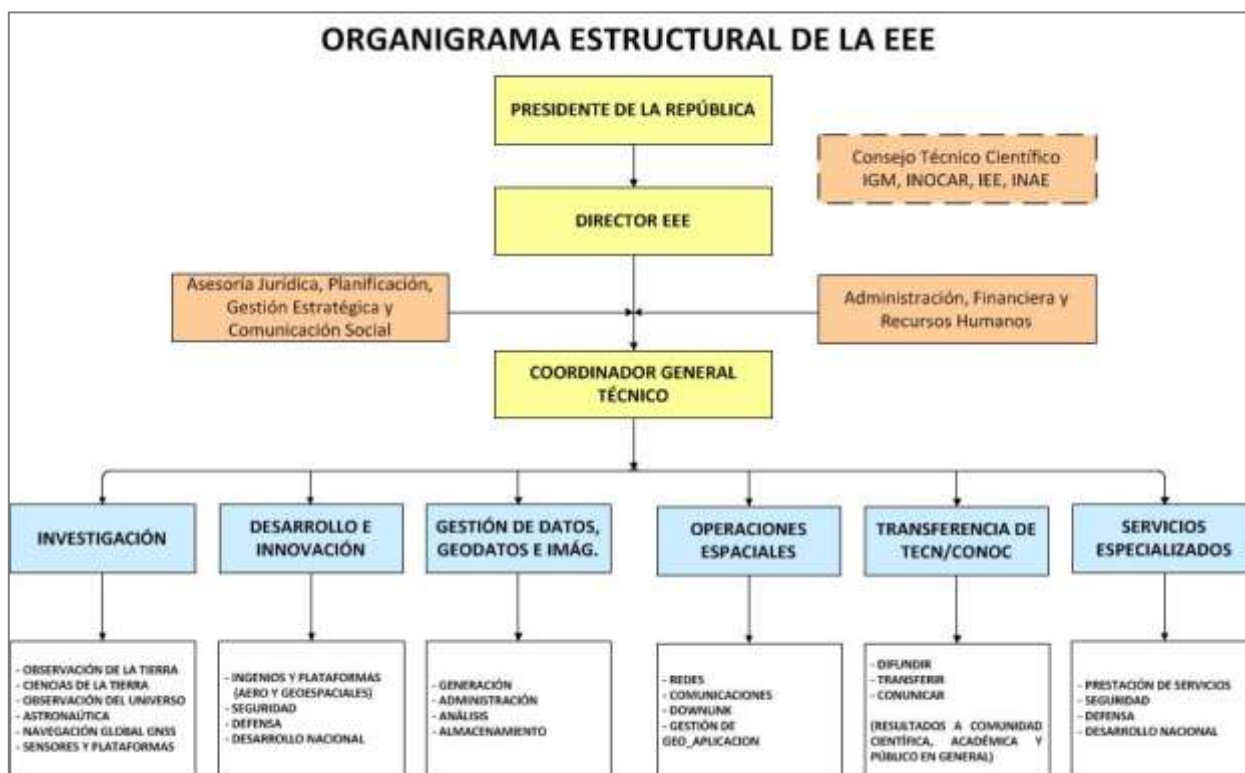 ORGANIGRAMA ESTRUCTURAL DE LA EEE
PRESIDENTE DE LA REPÚBLICA
Consejo Técnico Científico
IGM, INOCAR, IEE, INAE
DIRECTOR EEE
Asesoría Jurídica, Planificación,
Gestión Estratégica y
Comunicación Social
Administración, Financiera y
Recursos Humanos
COORDINADOR GENERAL
TÉCNICO
INVESTIGACIÓN
DESARROLLO E
INNOVACIÓN
GESTIÓN DE DATOS,
GEODATOS E IMÁG.
OPERACIONES
ESPACIALES
TRANSFERENCIA DE
TECN/CONOC
SERVICIOS
ESPECIALIZADOS
- OBSERVACIÓN DE LA TIERRA
- CIENCIAS DE LA TIERRA
- OBSERVACIÓN DEL UNIVERSO
- ASTRONAÚTICA
- NAVEGACIÓN GLOBAL GNSS
- SENSORES Y PLATAFORMAS
- INGENIOS Y PLATAFORMAS
(AERO Y GEOESPACIALES)
- SEGURIDAD
- DEFENSA
- DESARROLLO NACIONAL
- GENERACIÓN
- ADMINISTRACIÓN
- ANÁLISIS
- ALMACENAMIENTO
- REDES
- COMUNICACIONES
- DOWNLINK
- GESTIÓN DE
GEO_APLICACION
- DIFUNDIR
- TRANSFERIR
- CONUNICAR
(RESULTADOS A COMUNIDAD
CIENTÍFICA, ACADÉMICA Y
PÚBLICO EN GENERAL)
- PRESTACIÓN DE SERVICIOS
- SEGURIDAD
- DEFENSA
- DESARROLLO NACIONAL